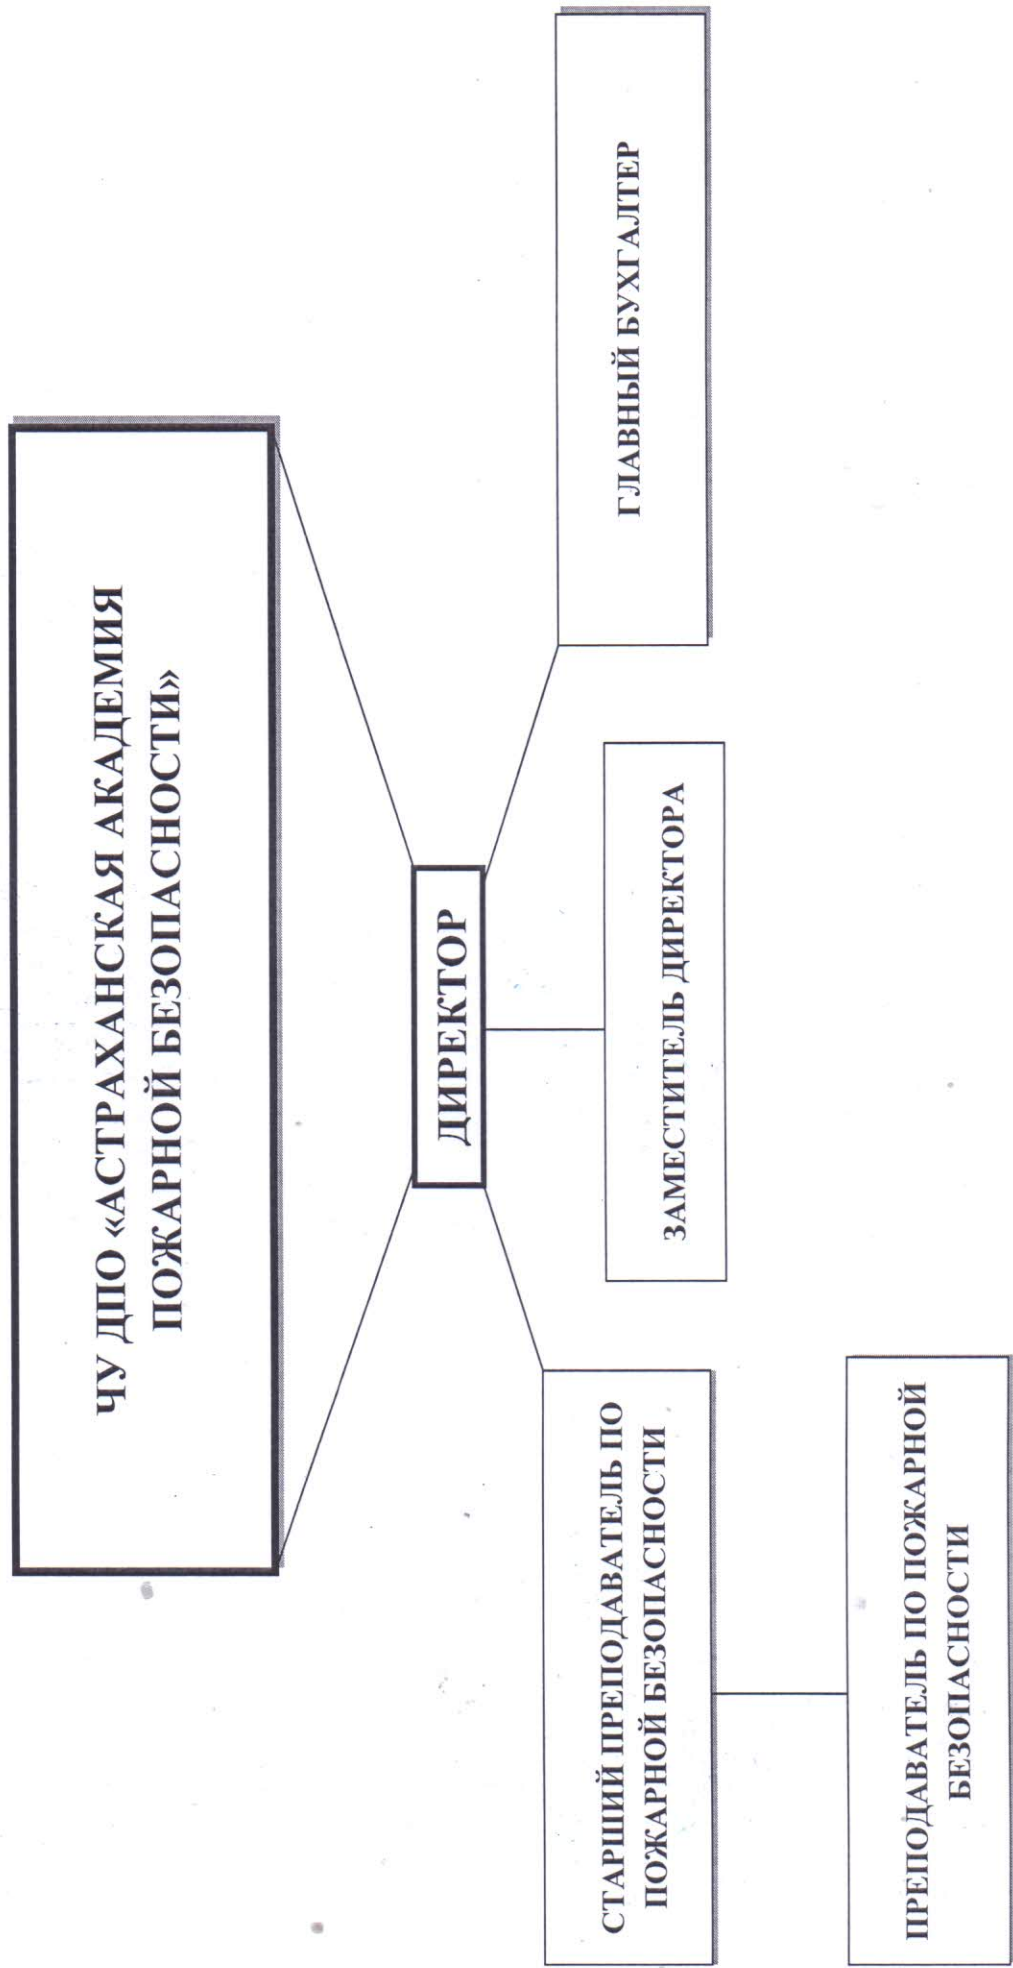 ЧУ ДПО «АСТРАХАНСКАЯ АКАДЕМИЯ
ПОЖАРНОЙ БЕЗОПАСНОСТИ»
ДИРЕКТОР
СТАРШИЙ ПРЕПОДАВАТЕЛЬ ПО
ПОЖАРНОЙ БЕЗОПАСНОСТИ
ЗАМЕСТИТЕЛЬ ДИРЕКТОРА
ГЛАВНЫЙ БУХГАЛТЕР
ПРЕПОДАВАТЕЛЬ ПО ПОЖАРНОЙ
БЕЗОПАСНОСТИ